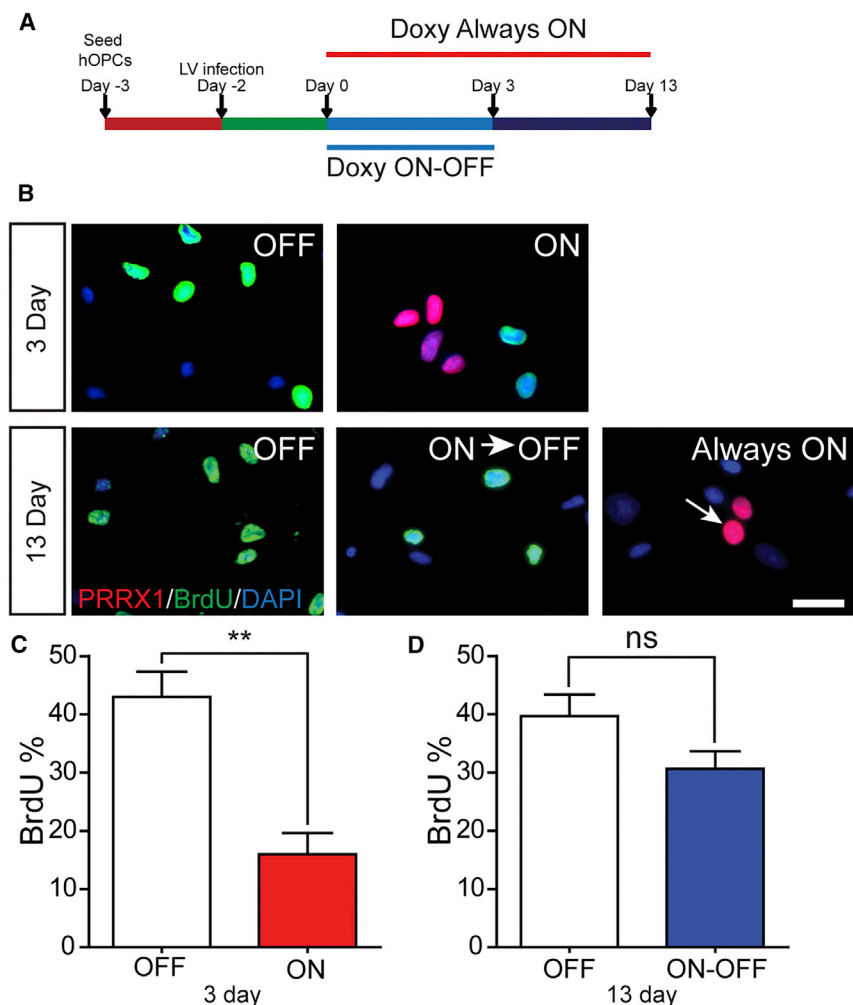 A
Doxy Always ON
Seed
hOPCs
LV infection
Day -3
Day -2
Day 0
Day 3
Day 13
Doxy ON-OFF
B
3 Day
OFF
ON
13 Day
OFF
ON OFF
Always ON
PRRX1/BrdU/DAPI
C
**
50
40
30
20
10
0
BrdU %
OFF
ON
3 day
D
ns
50
40
30
20
10
0
BrdU %
OFF
ON-OFF
13 day